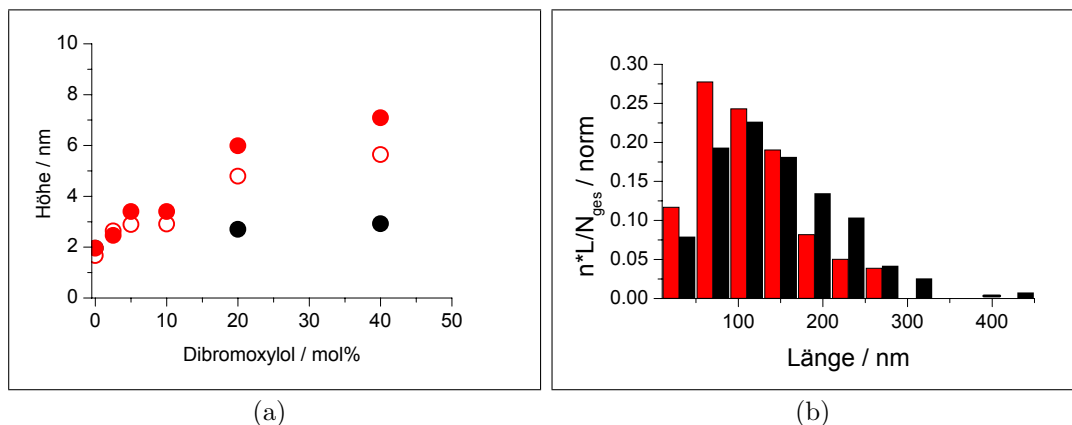 10
8
6
4
2
0
Höhe / nm
0 10 20 30 40 50
Dibromoxylol / mol%
(a)
0.30
0.25
0.20
0.15
0.10
0.05
0.00
n*L/N_ges / norm
100 200 300 400
Länge / nm
(b)